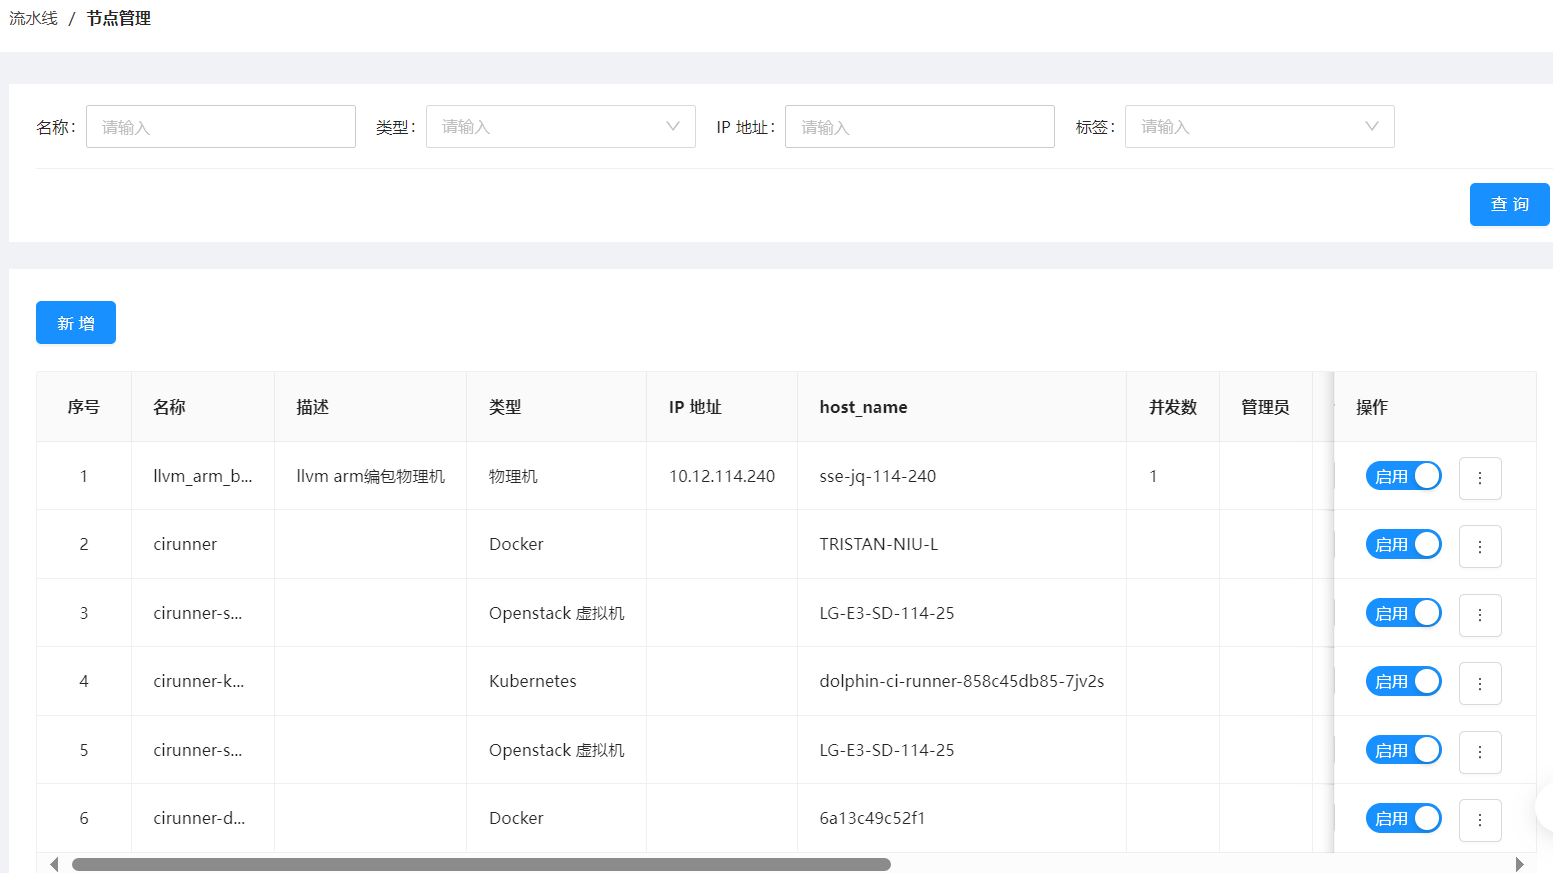 流水线 / 节点管理
名称： 请输入 类型： 请输入 IP 地址： 请输入 标签： 请输入
查 询
新 增
序号 名称 描述 类型 IP 地址 host_name 并发数 管理员 操作
1 llvm_arm_b... llvm arm编包物理机 物理机 10.12.114.240 sse-jq-114-240 1 启用
2 cirunner Docker TRISTAN-NIU-L 启用
3 cirunner-s... Openstack 虚拟机 LG-E3-SD-114-25 启用
4 cirunner-k... Kubernetes dolphin-ci-runner-858c45db85-7jv2s 启用
5 cirunner-s... Openstack 虚拟机 LG-E3-SD-114-25 启用
6 cirunner-d... Docker 6a13c49c52f1 启用